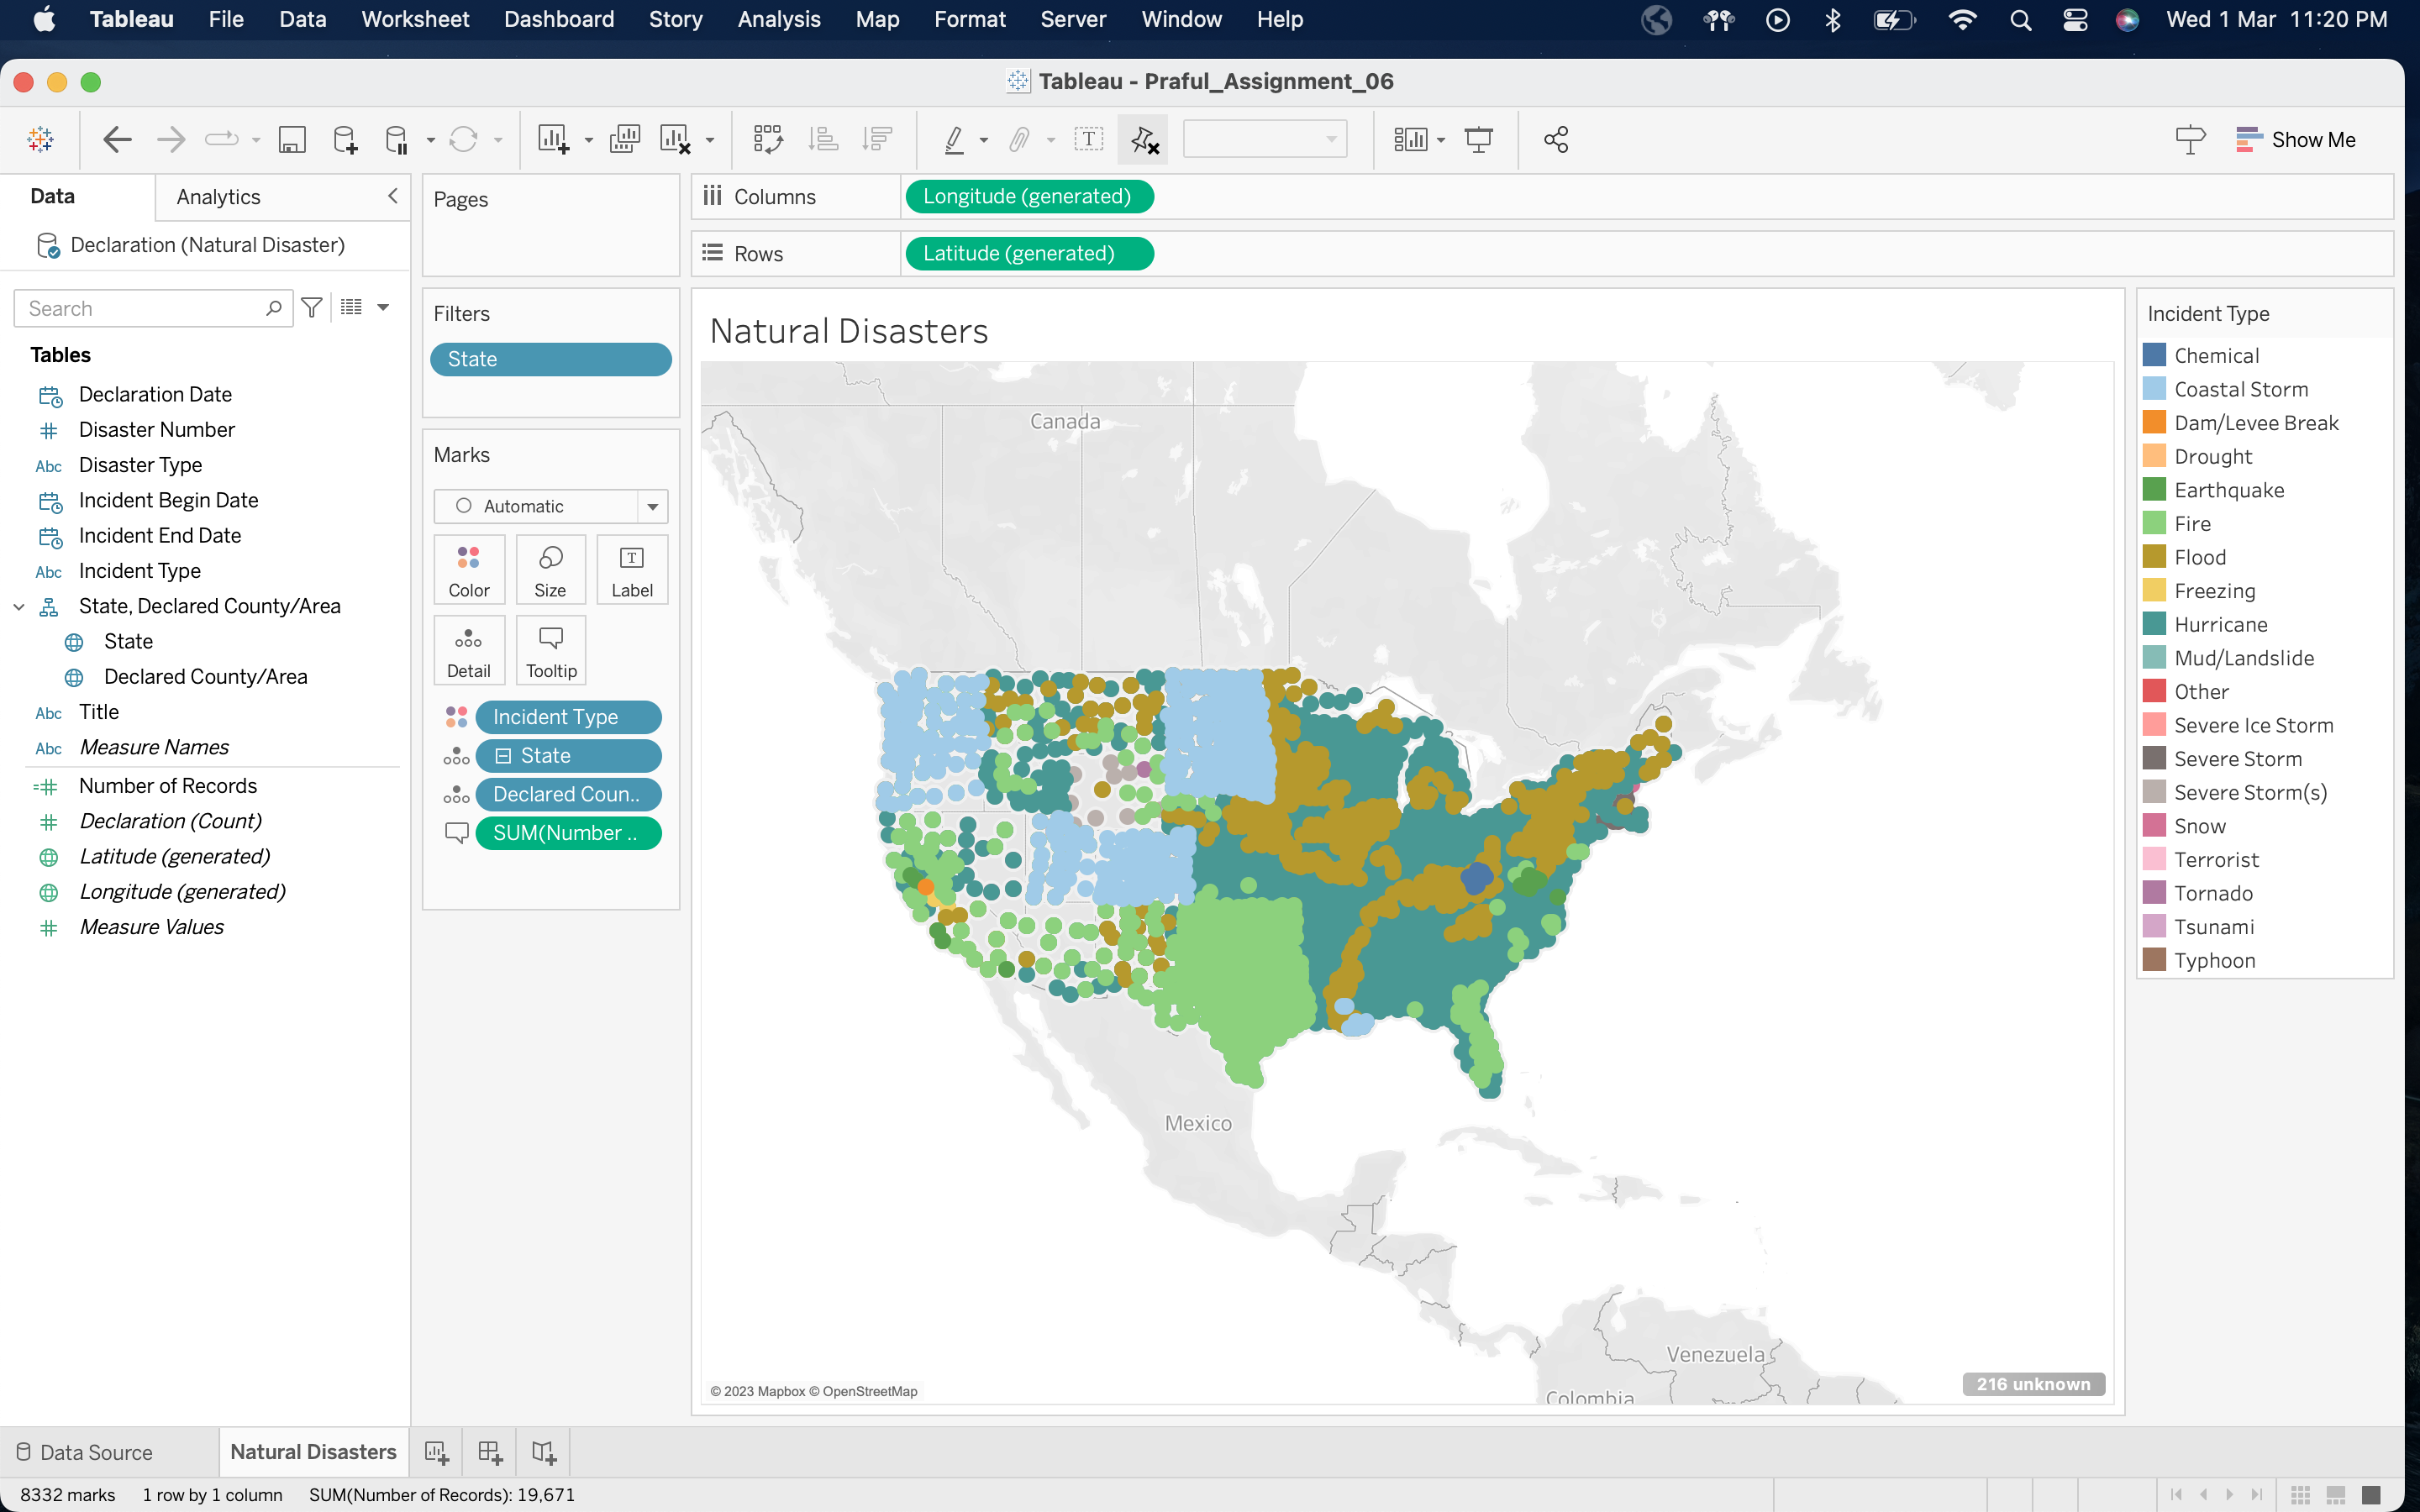 Tableau File Data Worksheet Dashboard Story Analysis Map Format Server Window Help Wed 1 Mar 11:20 PM
Tableau - Praful_Assignment_06
T
Show Me
Data Analytics
Declaration (Natural Disaster)
Search
Tables
Declaration Date
Disaster Number
Abc Disaster Type
Incident Begin Date
Incident End Date
Abc Incident Type
State, Declared County/Area
State
Declared County/Area
Abc Title
Abc Measure Names
Number of Records
Declaration (Count)
Latitude (generated)
Longitude (generated)
Measure Values
Pages
Filters
State
Marks
Automatic
Color Size Label
Detail Tooltip
Incident Type
State
Declared Coun..
SUM(Number ..
Columns Longitude (generated)
Rows Latitude (generated)
Natural Disasters
Canada
Mexico
Venezuela
Colombia
© 2023 Mapbox © OpenStreetMap
216 unknown
Incident Type
Chemical
Coastal Storm
Dam/Levee Break
Drought
Earthquake
Fire
Flood
Freezing
Hurricane
Mud/Landslide
Other
Severe Ice Storm
Severe Storm
Severe Storm(s)
Snow
Terrorist
Tornado
Tsunami
Typhoon
Data Source Natural Disasters
8332 marks 1 row by 1 column SUM(Number of Records): 19,671